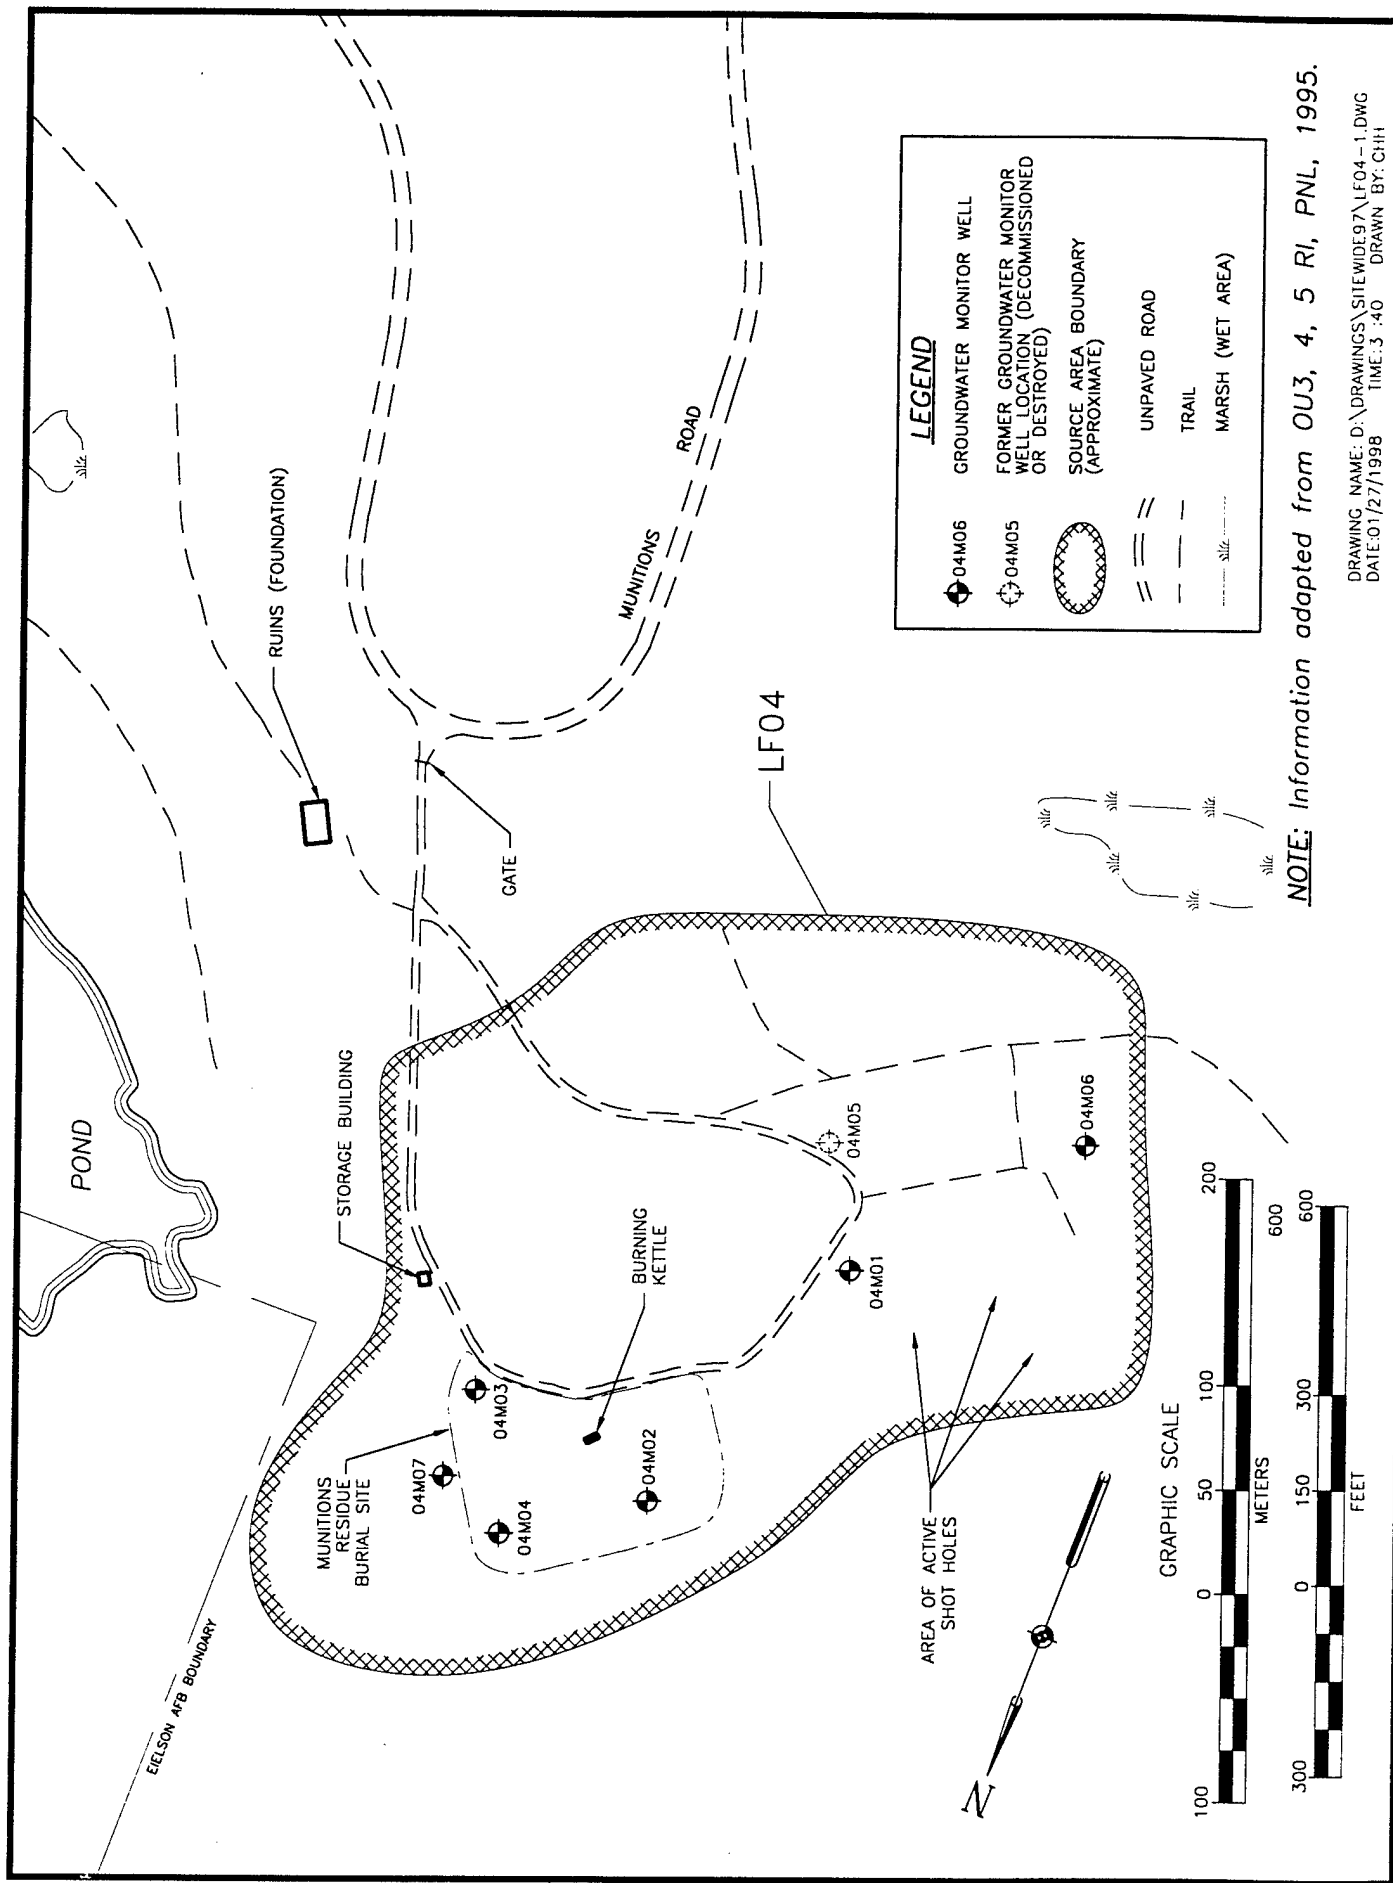 POND
EIELSON AFB BOUNDARY
MUNITIONS
RESIDUE
BURIAL SITE
STORAGE BUILDING
RUINS (FOUNDATION)
GATE
MUNITIONS ROAD
04M07
04M03
04M04
04M02
BURNING
KETTLE
04M01
04M05
04M06
LF04
AREA OF ACTIVE
SHOT HOLES
N
GRAPHIC SCALE
100 0 50 100 200
METERS
600
300 0 150 300 600
FEET
LEGEND
04M06 GROUNDWATER MONITOR WELL
04M05 FORMER GROUNDWATER MONITOR
WELL LOCATION (DECOMMISSIONED
OR DESTROYED)
SOURCE AREA BOUNDARY
(APPROXIMATE)
UNPAVED ROAD
TRAIL
MARSH (WET AREA)
NOTE: Information adapted from OU3, 4, 5 RI, PNL, 1995.
DRAWING NAME: D:\DRAWINGS\SITEWIDE97\LF04-1.DWG
DATE:01/27/1998 TIME:3 :40 DRAWN BY: CHH